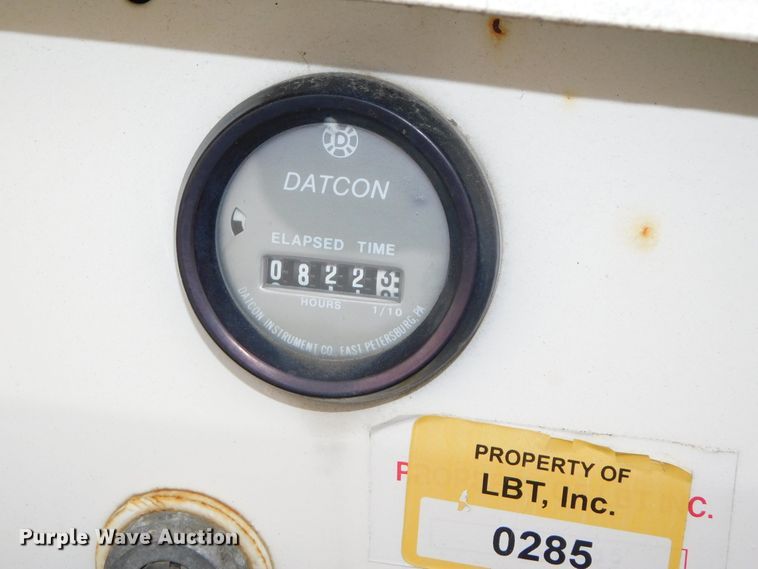 D
DATCON
ELAPSED TIME
08223
HOURS 1/10
DATCON INSTRUMENT CO. EAST PETERSBURG, PA
PROPERTY OF
LBT, Inc.
0285
P
C.
Purple Wave Auction